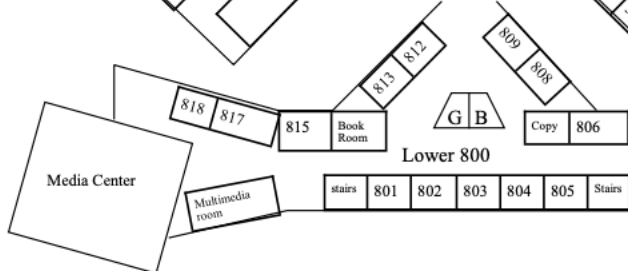 809
812
808
813
818
817
815
Book
Room
G B
Copy
806
Lower 800
Media Center
Multimedia
room
stairs
801
802
803
804
805
Stairs